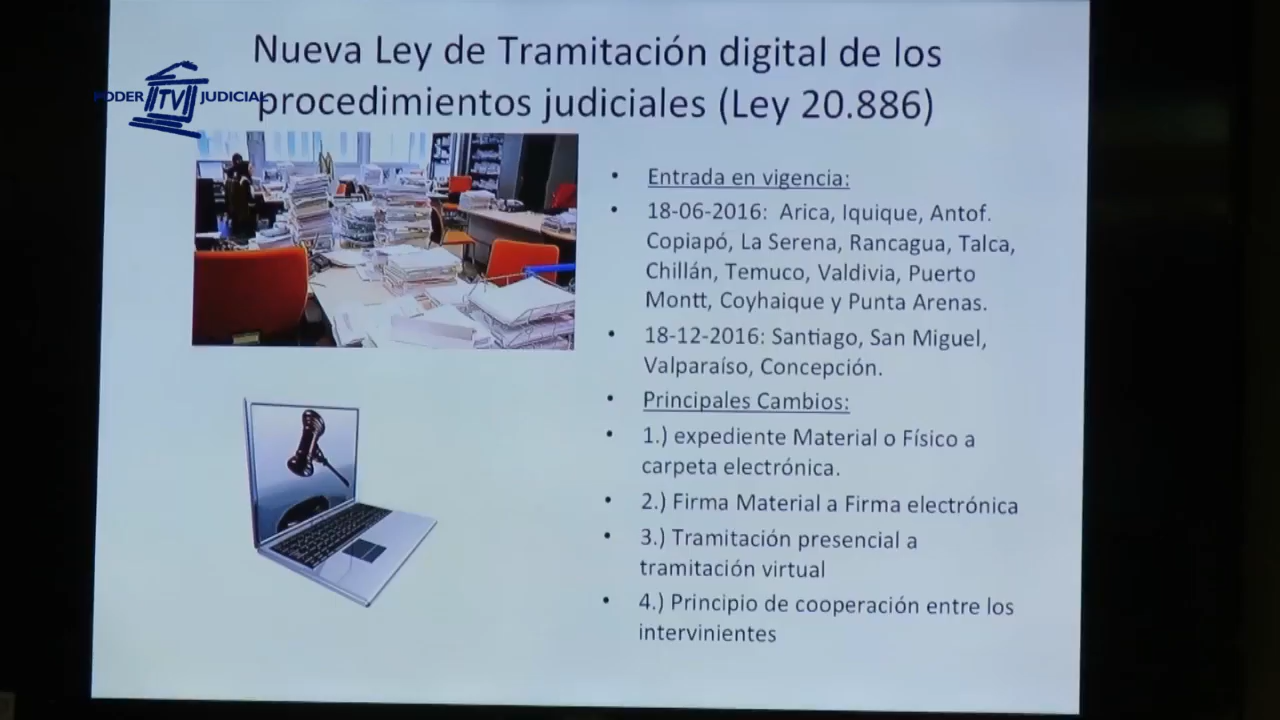 Nueva Ley de Tramitación digital de los
procedimientos judiciales (Ley 20.886)
PODER TV JUDICIAL
• Entrada en vigencia:
• 18-06-2016: Arica, Iquique, Antof.
Copiapó, La Serena, Rancagua, Talca,
Chillán, Temuco, Valdivia, Puerto
Montt, Coyhaique y Punta Arenas.
• 18-12-2016: Santiago, San Miguel,
Valparaíso, Concepción.
• Principales Cambios:
• 1.) expediente Material o Físico a
carpeta electrónica.
• 2.) Firma Material a Firma electrónica
• 3.) Tramitación presencial a
tramitación virtual
• 4.) Principio de cooperación entre los
intervinientes